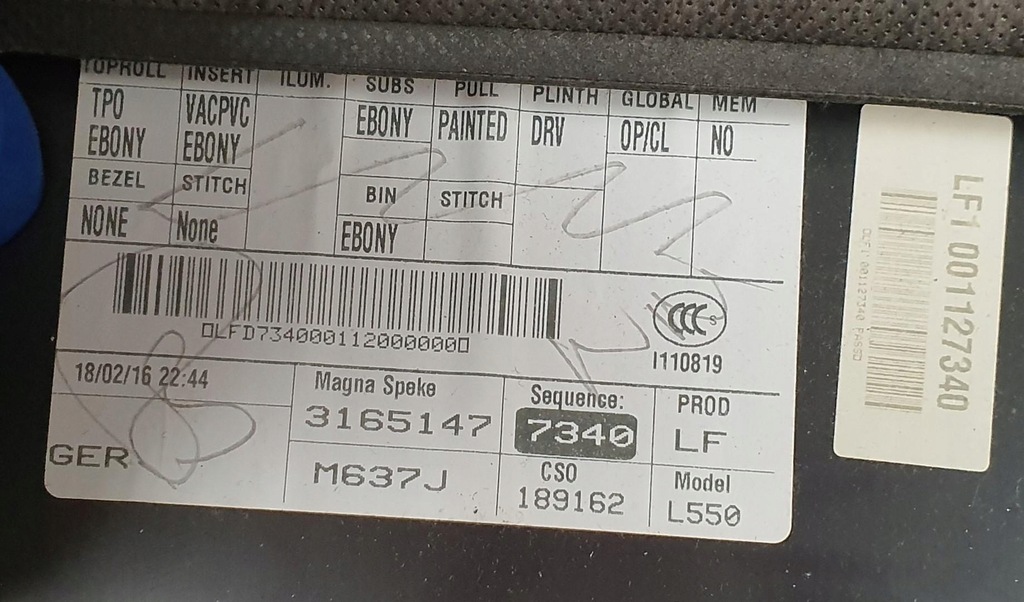 TOPROLL INSERT ILUM. SUBS PULL PLINTH GLOBAL MEM
TPO VACPVC EBONY PAINTED DRV OP/CL NO
EBONY EBONY
BEZEL STITCH BIN STITCH
NONE None EBONY
LFD7340001120000000
CCC S
I110819
18/02/16 22:44 Magna Speke Sequence: PROD
3165147 7340 LF
GER M637J CSO Model
189162 L550
LF1 001127340